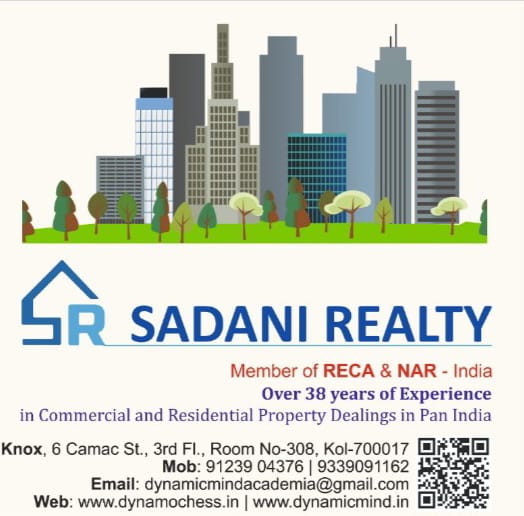 SR SADANI REALTY
Member of RECA & NAR - India
Over 38 years of Experience
in Commercial and Residential Property Dealings in Pan India
Knox, 6 Camac St., 3rd Fl., Room No-308, Kol-700017
Mob: 91239 04376 | 9339091162
Email: dynamicmindacademia@gmail.com
Web: www.dynamochess.in | www.dynamicmind.in